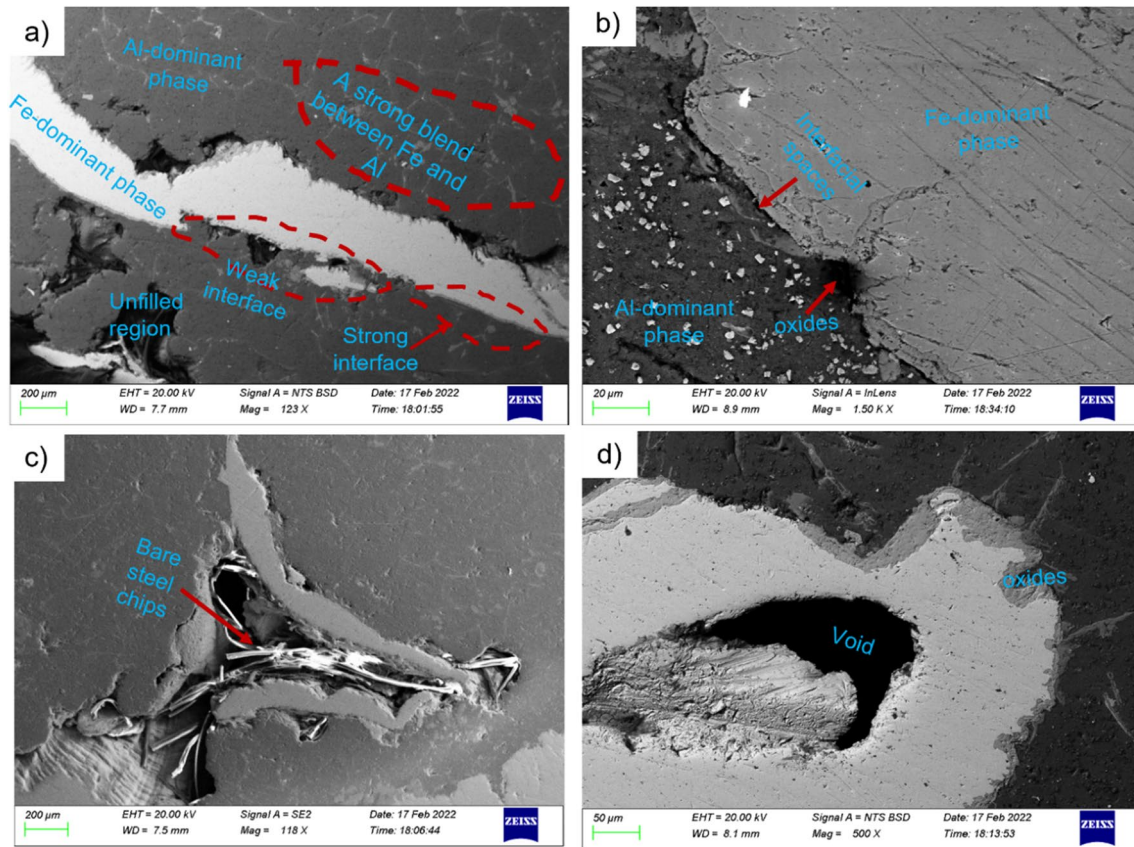 a)
Al-dominant
phase
Fe-dominant phase
A strong blend
between Fe and
Al
Weak
interface
Unfilled
region
Strong
interface
200 µm
EHT = 20.00 kV
WD = 7.7 mm
Signal A = NTS BSD
Mag = 123 X
Date: 17 Feb 2022
Time: 18:01:55
ZEISS
b)
Fe-dominant
phase
Interfacial
spaces
Al-dominant
phase
oxides
20 µm
EHT = 20.00 kV
WD = 8.9 mm
Signal A = InLens
Mag = 1.50 K X
Date: 17 Feb 2022
Time: 18:34:10
ZEISS
c)
Bare
steel
chips
200 µm
EHT = 20.00 kV
WD = 7.5 mm
Signal A = SE2
Mag = 118 X
Date: 17 Feb 2022
Time: 18:06:44
ZEISS
d)
oxides
Void
50 µm
EHT = 20.00 kV
WD = 8.1 mm
Signal A = NTS BSD
Mag = 500 X
Date: 17 Feb 2022
Time: 18:13:53
ZEISS